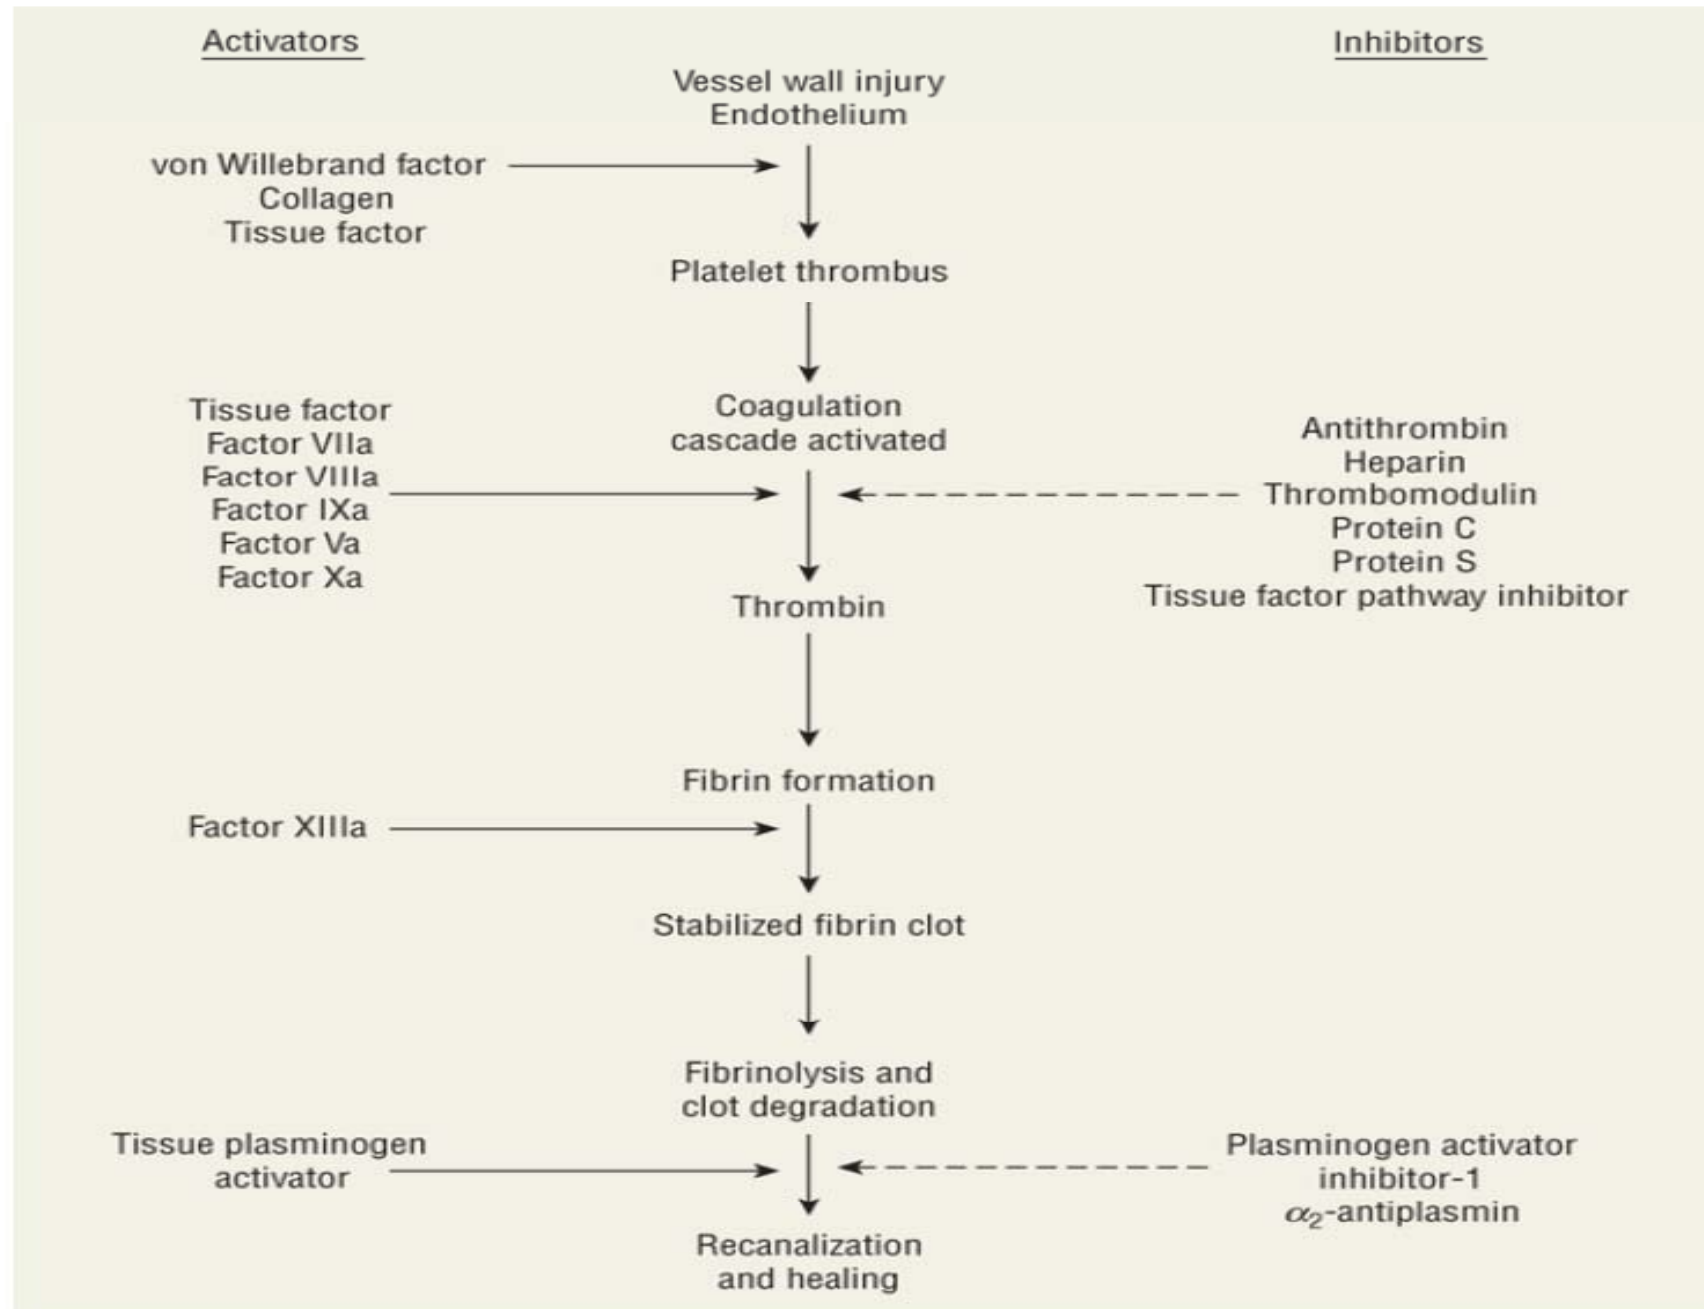 Activators
Inhibitors
Vessel wall injury
Endothelium
von Willebrand factor
Collagen
Tissue factor
Platelet thrombus
Coagulation
cascade activated
Tissue factor
Factor VIIa
Factor VIIIa
Factor IXa
Factor Va
Factor Xa
Antithrombin
Heparin
Thrombomodulin
Protein C
Protein S
Tissue factor pathway inhibitor
Thrombin
Fibrin formation
Factor XIIIa
Stabilized fibrin clot
Fibrinolysis and
clot degradation
Tissue plasminogen
activator
Plasminogen activator
inhibitor-1
α₂-antiplasmin
Recanalization
and healing